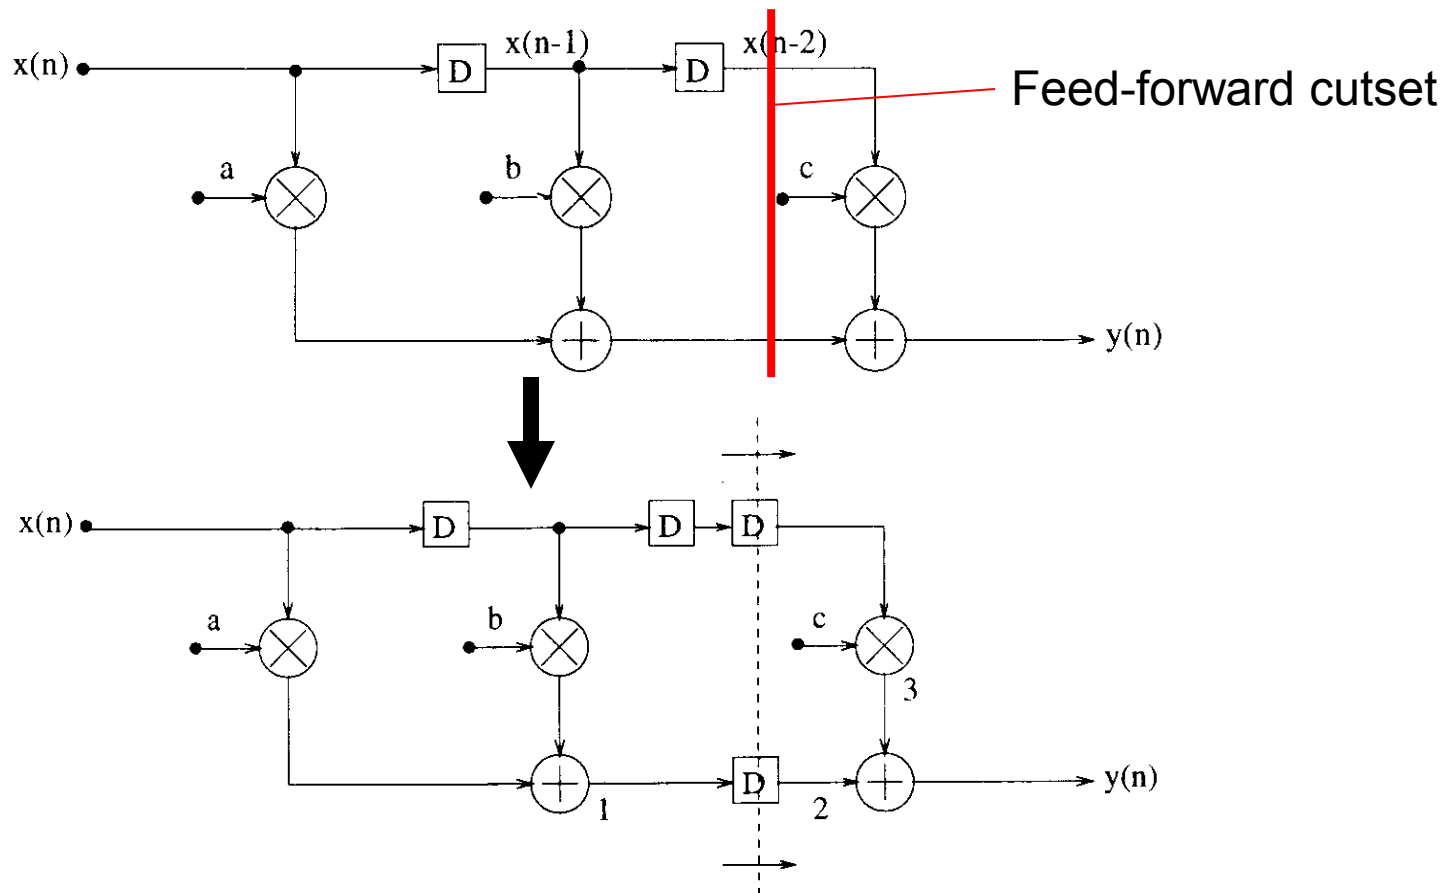 x(n)
D
x(n-1)
D
x(n-2)
Feed-forward cutset
a
b
c
y(n)
x(n)
D
D
D
a
b
c
3
1
D
2
y(n)